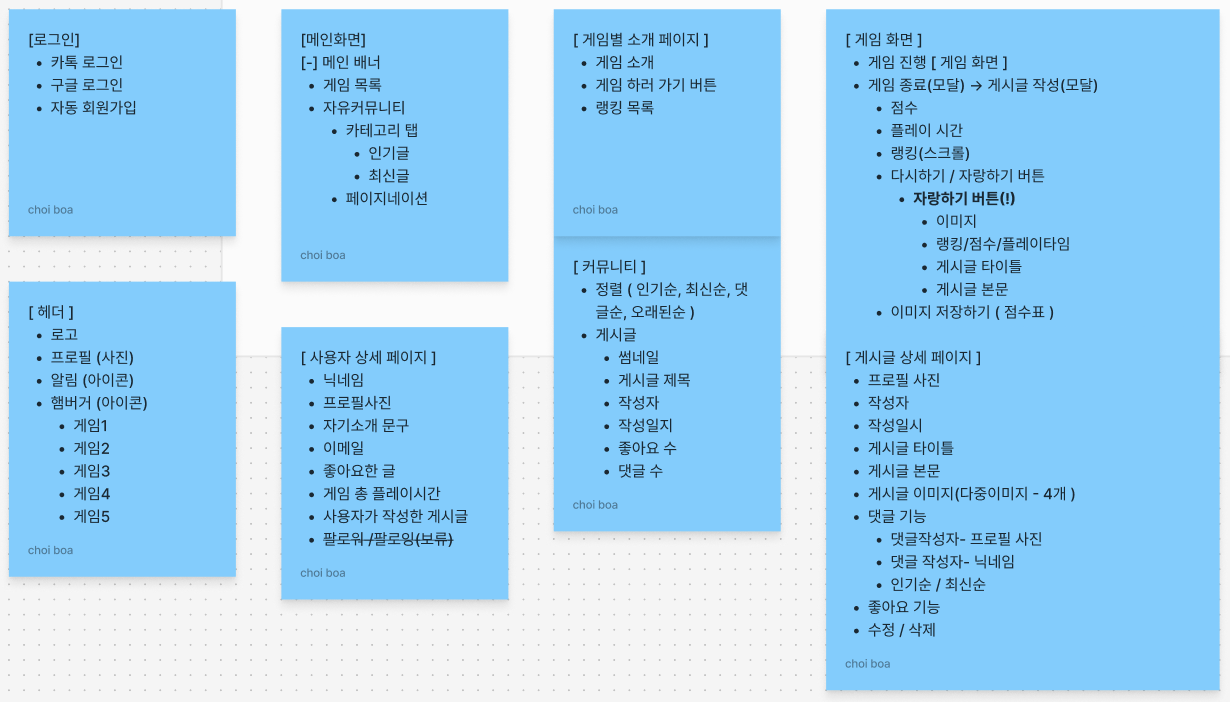 [로그인]
카톡 로그인
구글 로그인
자동 회원가입
choi boa
[메인화면]
[-] 메인 배너
게임 목록
자유커뮤니티
카테고리 탭
인기글
최신글
페이지네이션
choi boa
[ 게임별 소개 페이지 ]
게임 소개
게임 하러 가기 버튼
랭킹 목록
choi boa
[ 게임 화면 ]
게임 진행 [ 게임 화면 ]
게임 종료(모달) → 게시글 작성(모달)
점수
플레이 시간
랭킹(스크롤)
다시하기 / 자랑하기 버튼
자랑하기 버튼(!)
이미지
랭킹/점수/플레이타임
게시글 타이틀
게시글 본문
이미지 저장하기 ( 점수표 )
[ 게시글 상세 페이지 ]
프로필 사진
작성자
작성일시
게시글 타이틀
게시글 본문
게시글 이미지(다중이미지 - 4개 )
댓글 기능
댓글작성자- 프로필 사진
댓글 작성자- 닉네임
인기순 / 최신순
좋아요 기능
수정 / 삭제
choi boa
[ 헤더 ]
로고
프로필 (사진)
알림 (아이콘)
햄버거 (아이콘)
게임1
게임2
게임3
게임4
게임5
choi boa
[ 사용자 상세 페이지 ]
닉네임
프로필사진
자기소개 문구
이메일
좋아요한 글
게임 총 플레이시간
사용자가 작성한 게시글
팔로워 /팔로잉(보류)
choi boa
[ 커뮤니티 ]
정렬 ( 인기순, 최신순, 댓
글순, 오래된순 )
게시글
썸네일
게시글 제목
작성자
작성일지
좋아요 수
댓글 수
choi boa